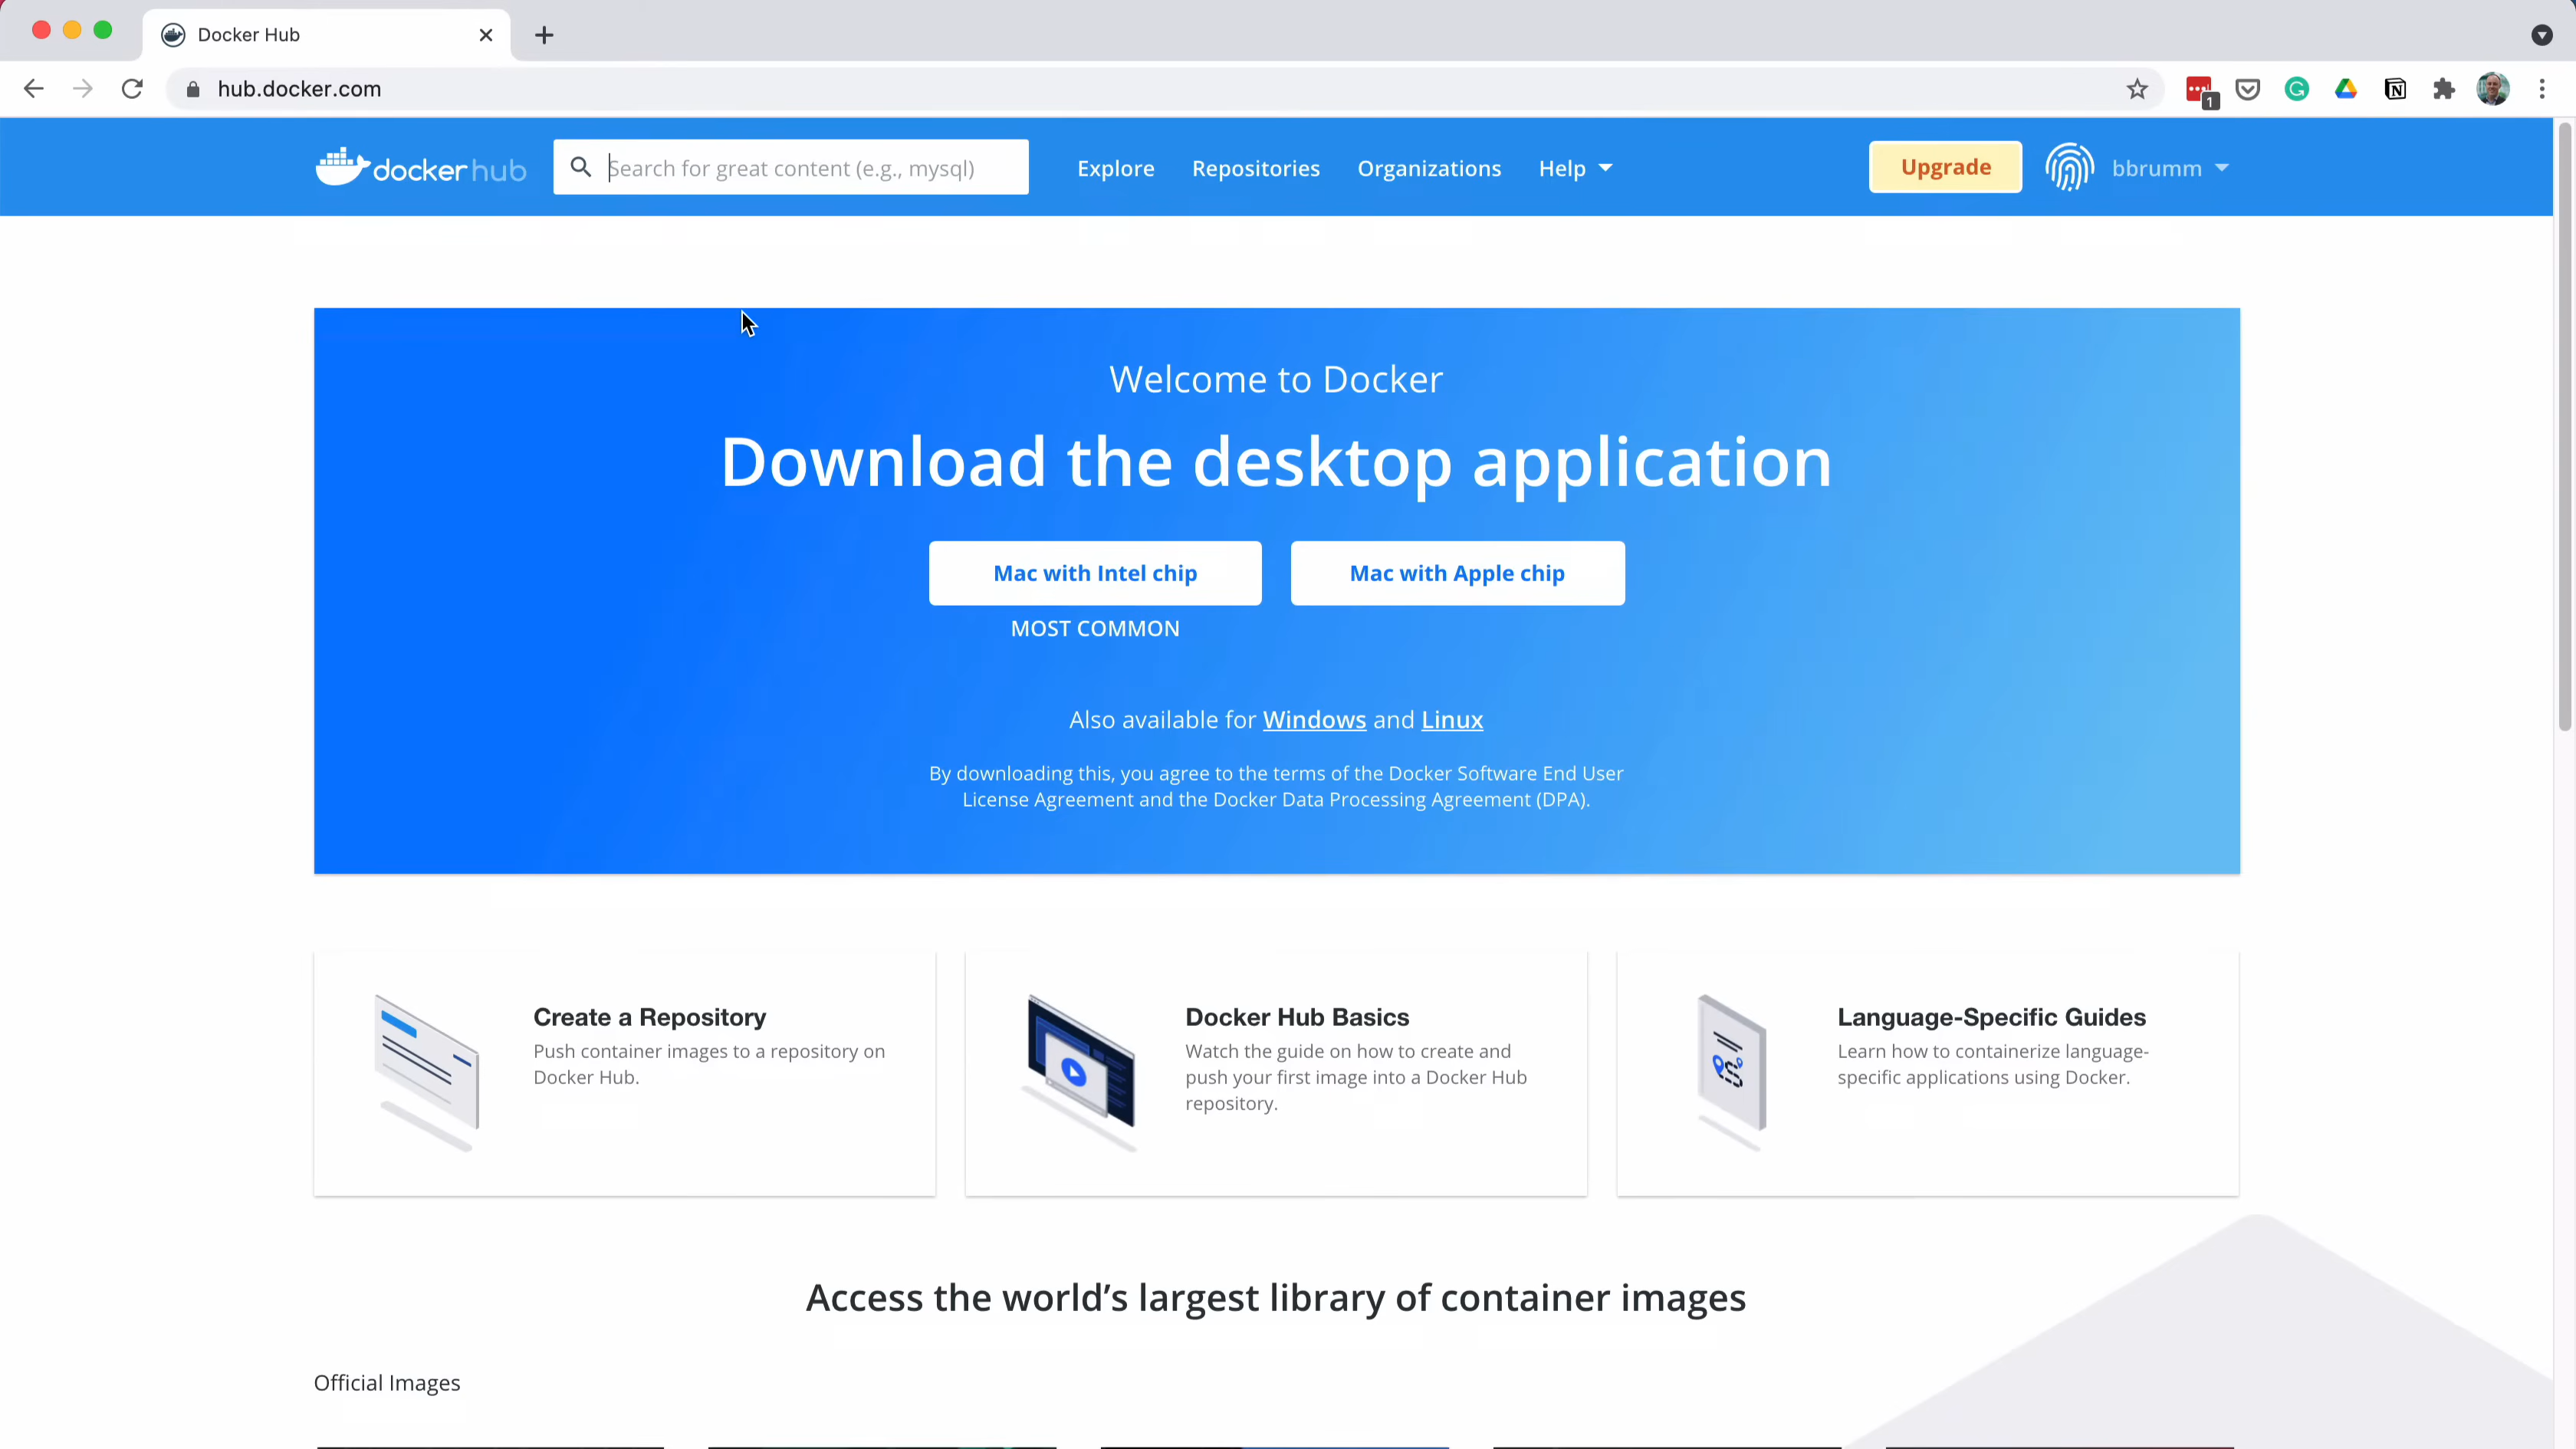 Docker Hub
hub.docker.com
1
dockerhub
Search for great content (e.g., mysql)
Explore
Repositories
Organizations
Help
Upgrade
bbrumm
Welcome to Docker
Download the desktop application
Mac with Intel chip
Mac with Apple chip
MOST COMMON
Also available for Windows and Linux
By downloading this, you agree to the terms of the Docker Software End User
License Agreement and the Docker Data Processing Agreement (DPA).
Create a Repository
Push container images to a repository on
Docker Hub.
Docker Hub Basics
Watch the guide on how to create and
push your first image into a Docker Hub
repository.
Language-Specific Guides
Learn how to containerize language-
specific applications using Docker.
Access the world’s largest library of container images
Official Images